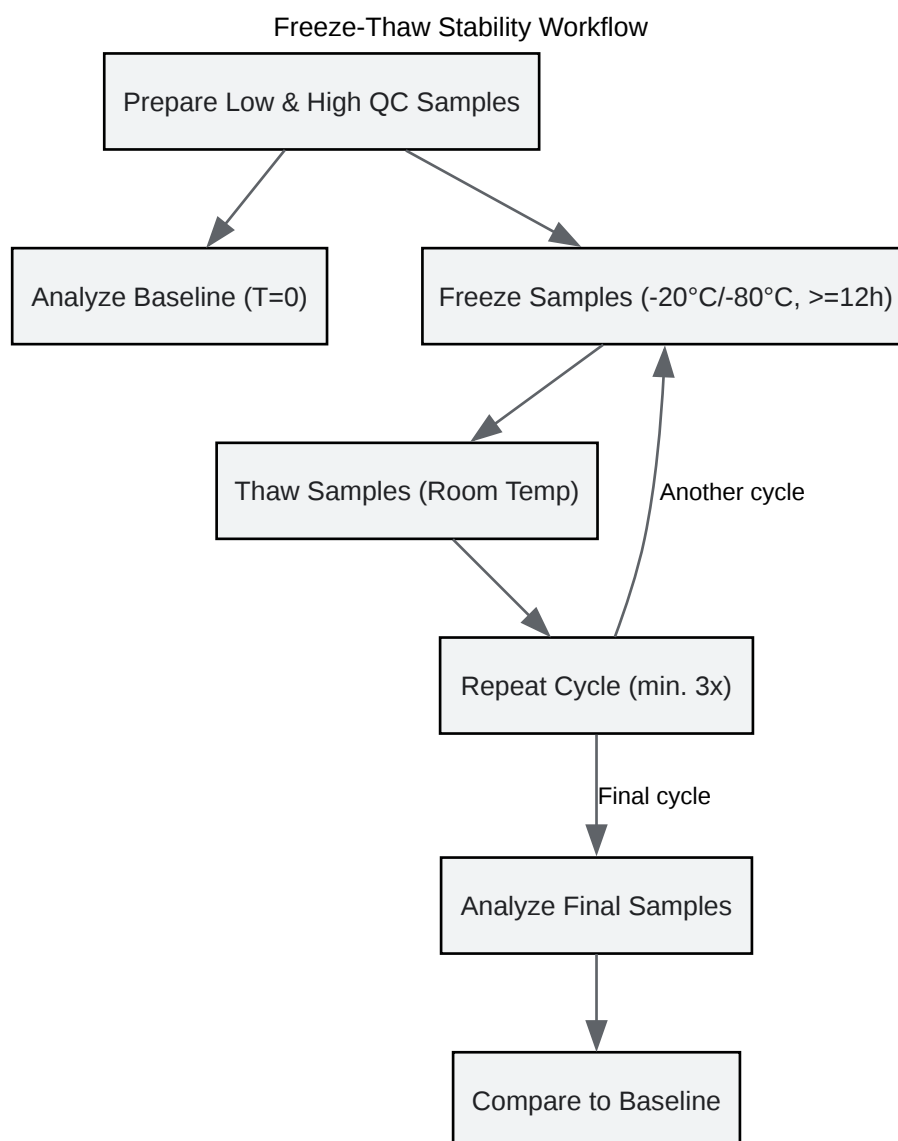 Freeze-Thaw Stability Workflow
Prepare Low & High QC Samples
Analyze Baseline (T=0)
Freeze Samples (-20°C/-80°C, >=12h)
Thaw Samples (Room Temp)
Another cycle
Repeat Cycle (min. 3x)
Final cycle
Analyze Final Samples
Compare to Baseline